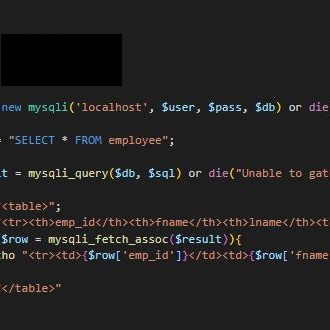 new mysqli('localhost', $user, $pass, $db) or die
= "SELECT * FROM employee";
t = mysqli_query($db, $sql) or die("Unable to gat
<table>";
<tr><th>emp_id</th><th>fname</th><th>lname</th><t
$row = mysqli_fetch_assoc($result)){
ho "<tr><td>{$row['emp_id']}</td><td>{$row['fname
</table>"